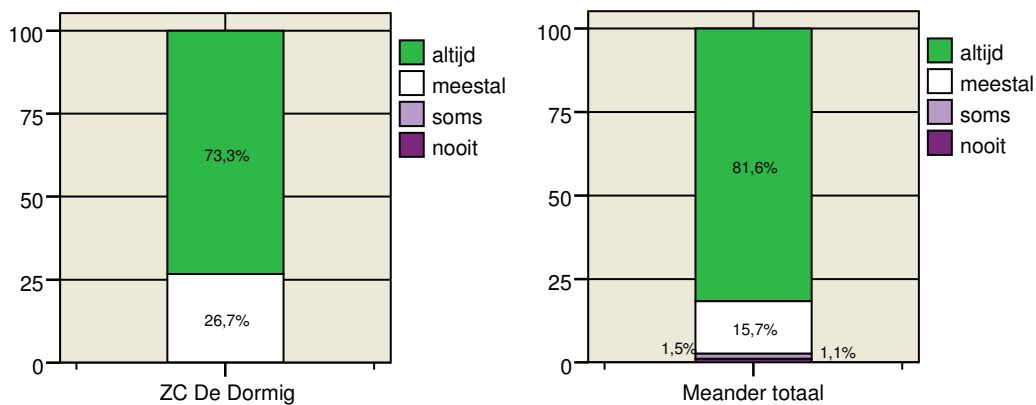 100
75
50
25
0
73,3%
26,7%
ZC De Dormig
altijd
meestal
soms
nooit
100
75
50
25
0
81,6%
15,7%
1,5%
1,1%
Meander totaal
altijd
meestal
soms
nooit